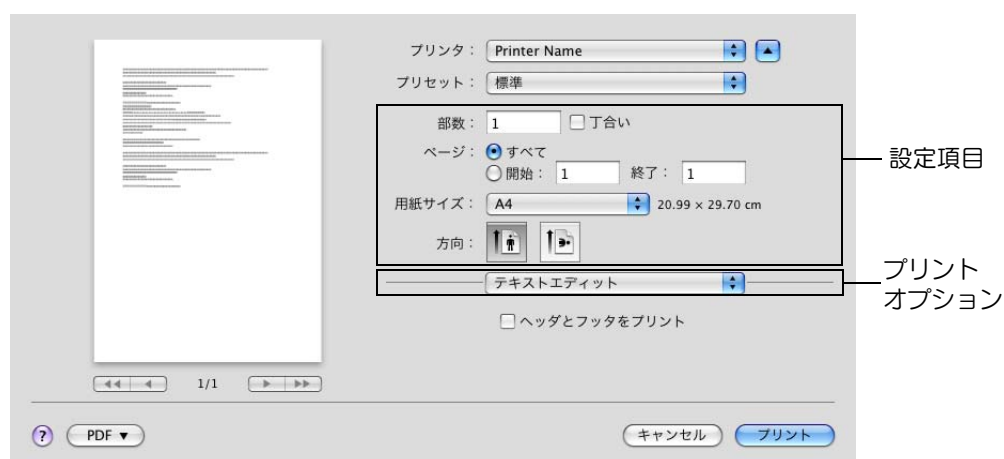 プリンタ： Printer Name
プリセット： 標準
部数： 1 丁合い
ページ： すべて
開始： 1 終了： 1
用紙サイズ： A4 20.99 × 29.70 cm
方向：
テキストエディット
ヘッダとフッタをプリント
1/1
? PDF ▼ キャンセル プリント
設定項目
プリント
オプション